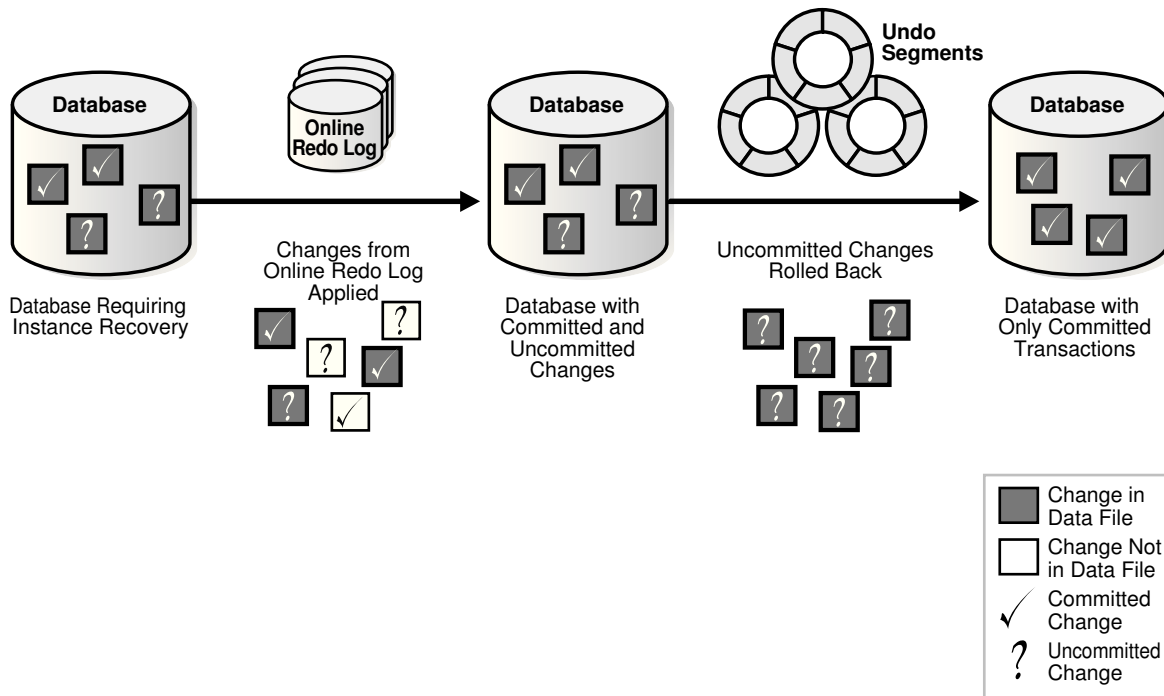 Undo
Segments
Database
Online
Redo Log
Database
Database
Changes from
Online Redo Log
Applied
Uncommitted Changes
Rolled Back
Database Requiring
Instance Recovery
Database with
Committed and
Uncommitted
Changes
Database with
Only Committed
Transactions
Change in
Data File
Change Not
in Data File
Committed
Change
Uncommitted
Change